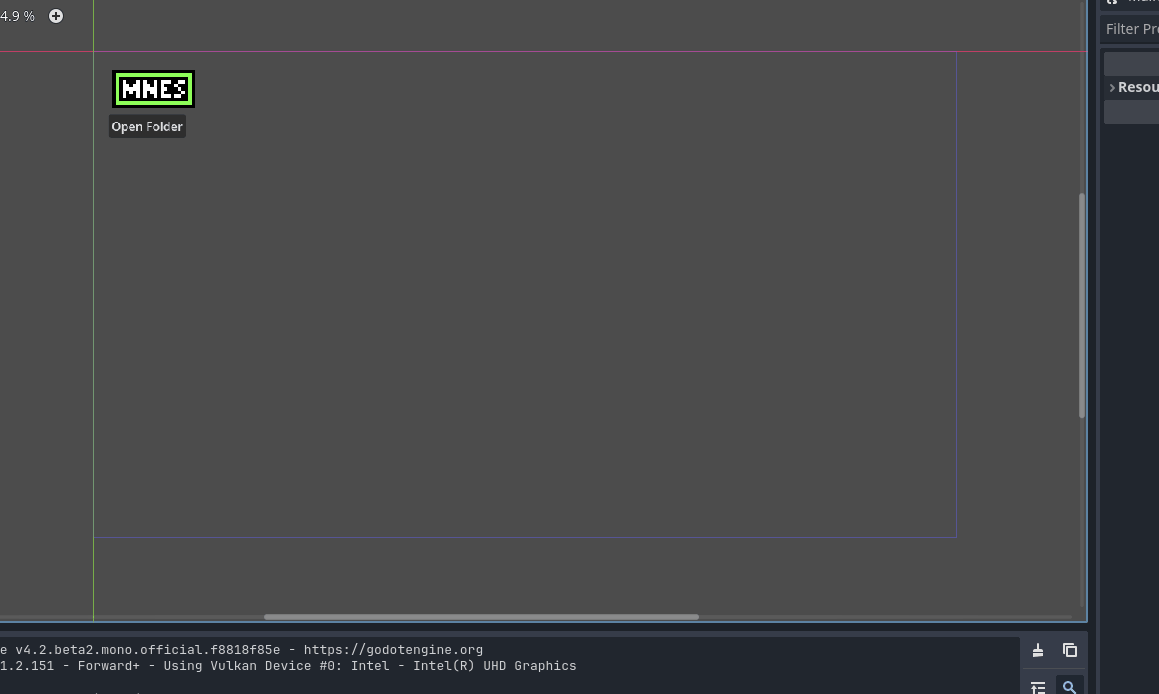 4.9 %
Filter Pr
MNES
Resou
Open Folder
e v4.2.beta2.mono.official.f8818f85e - https://godotengine.org
1.2.151 - Forward+ - Using Vulkan Device #0: Intel - Intel(R) UHD Graphics